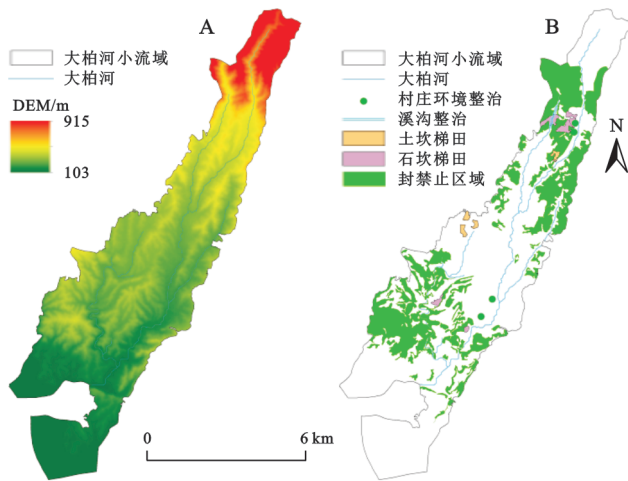 A
大柏河小流域
大柏河
DEM/m
915
103
0
6 km
B
大柏河小流域
大柏河
村庄环境整治
溪沟整治
土坎梯田
石坎梯田
封禁止区域
N